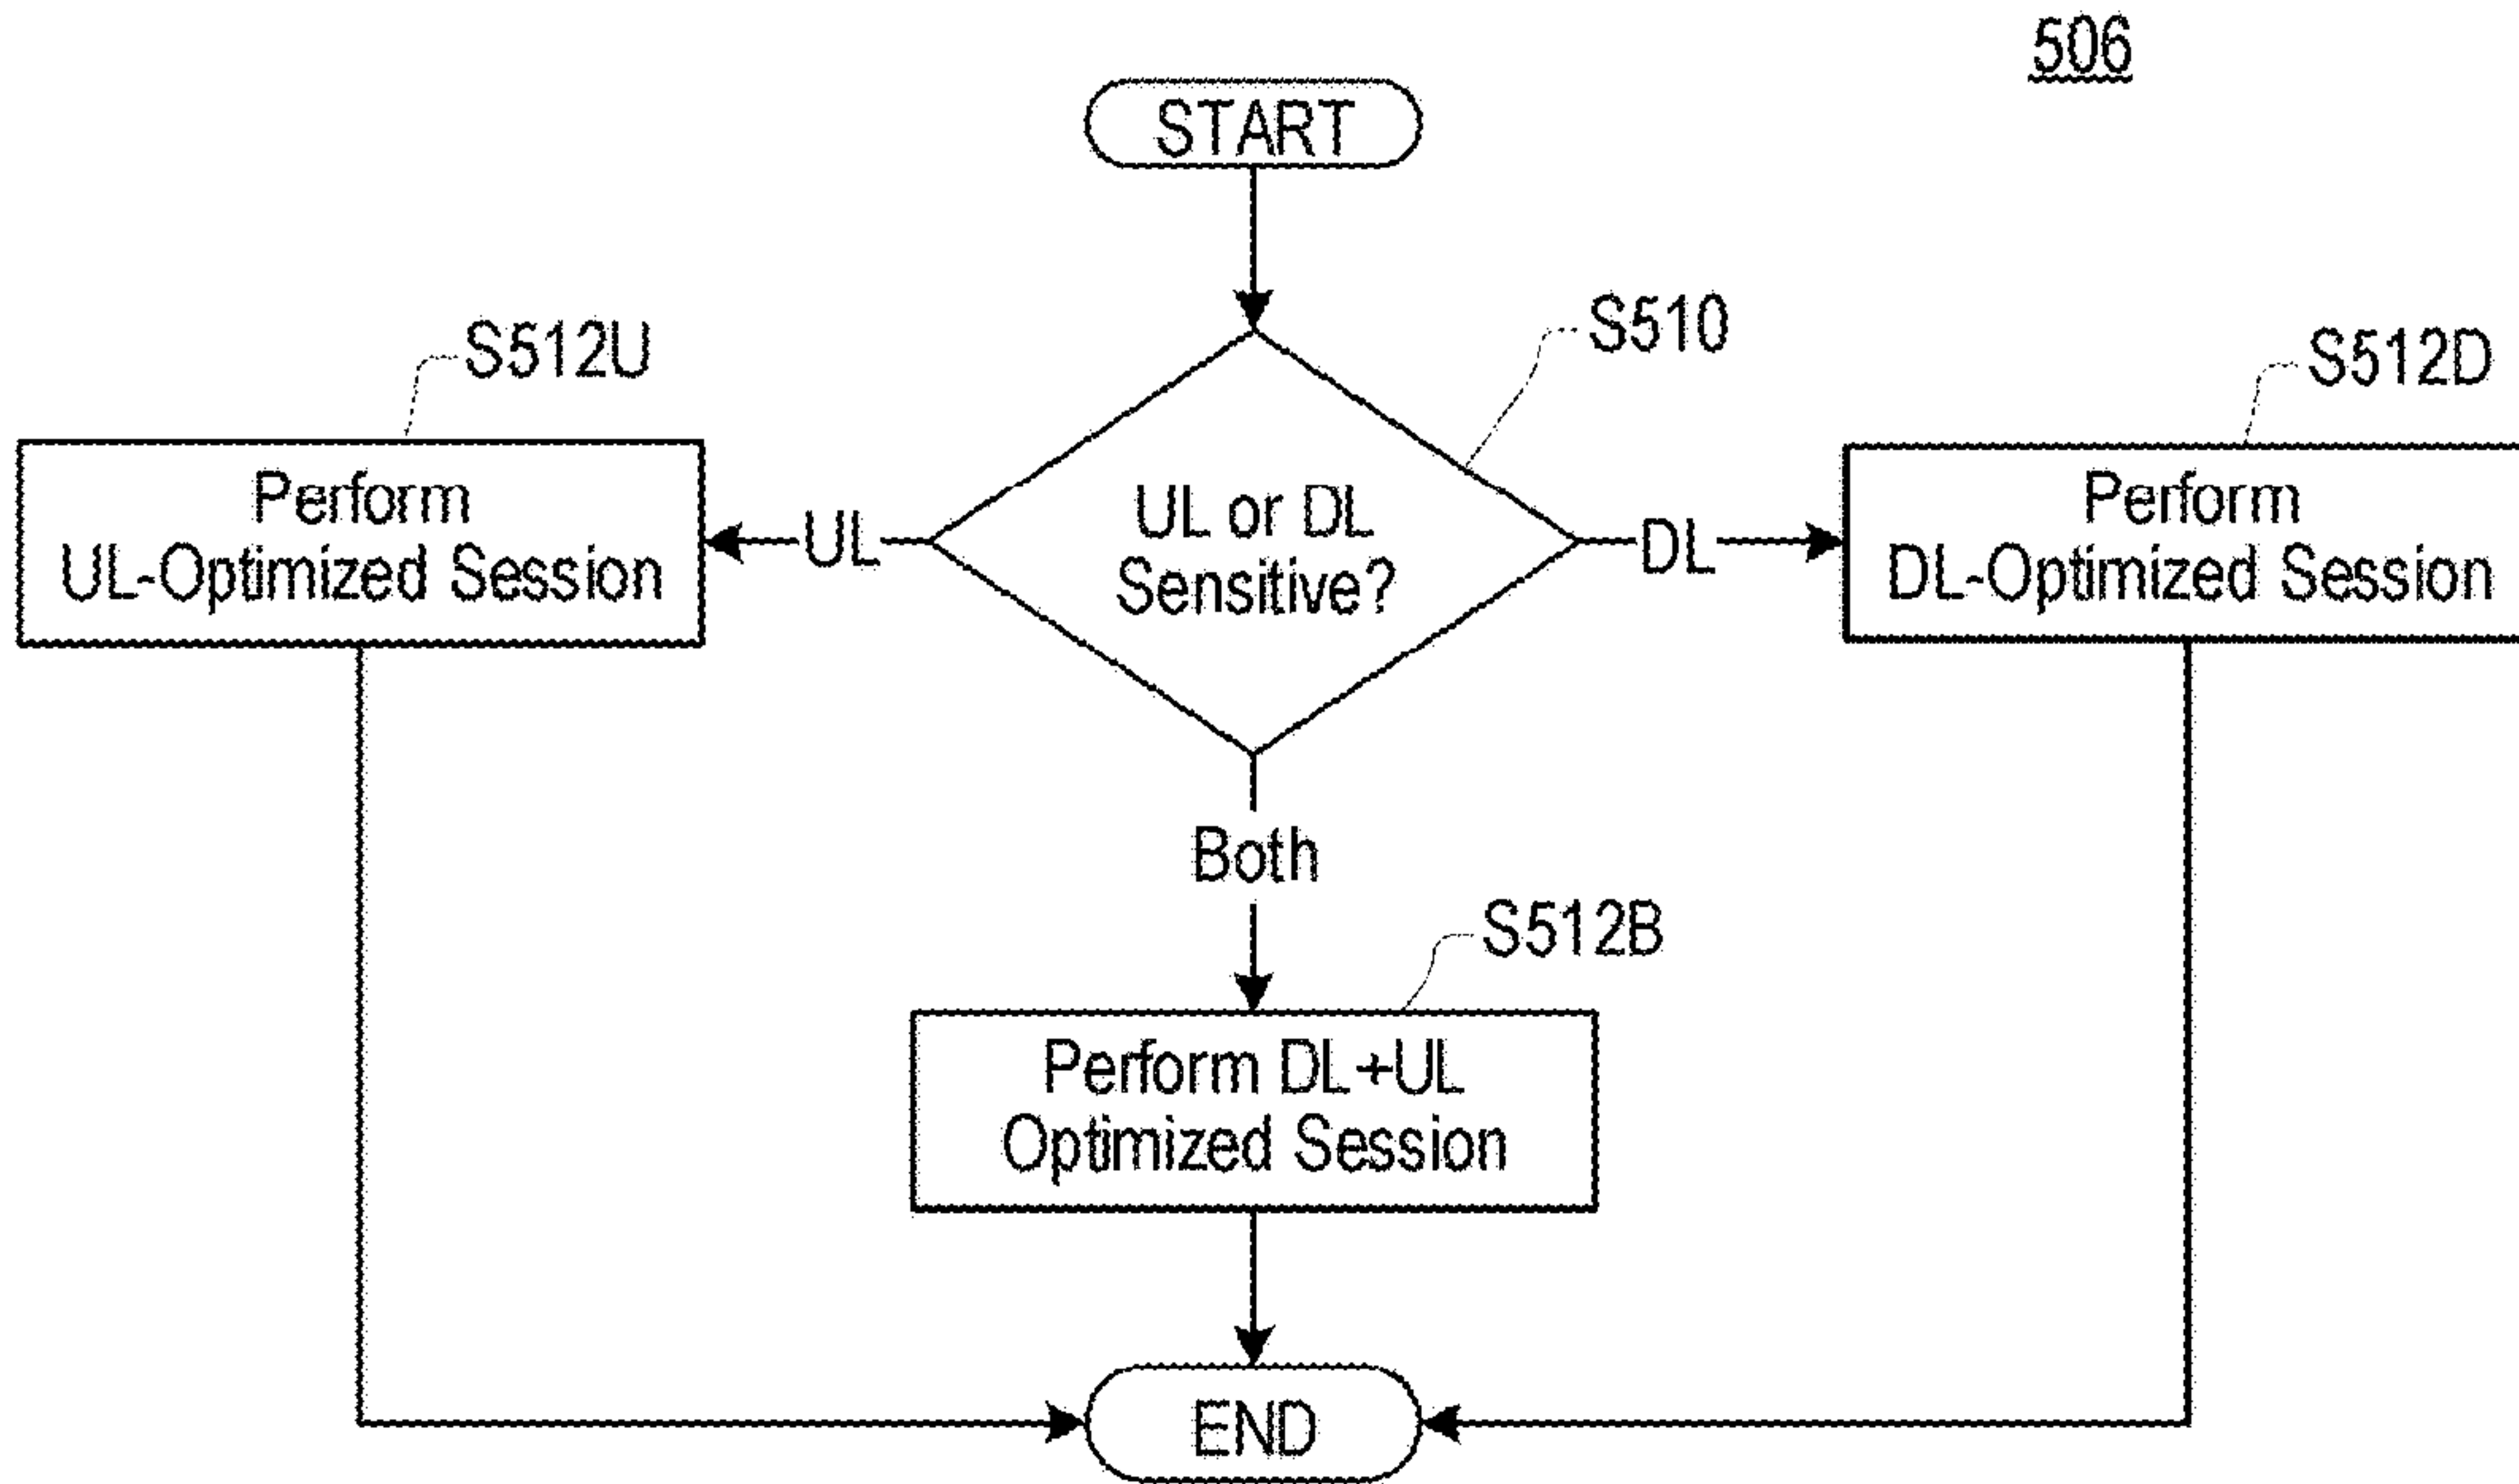 506
START
S510
S512U
S512D
Perform
UL-Optimized Session
UL
UL or DL
Sensitive?
DL
Perform
DL-Optimized Session
Both
S512B
Perform DL+UL
Optimized Session
END